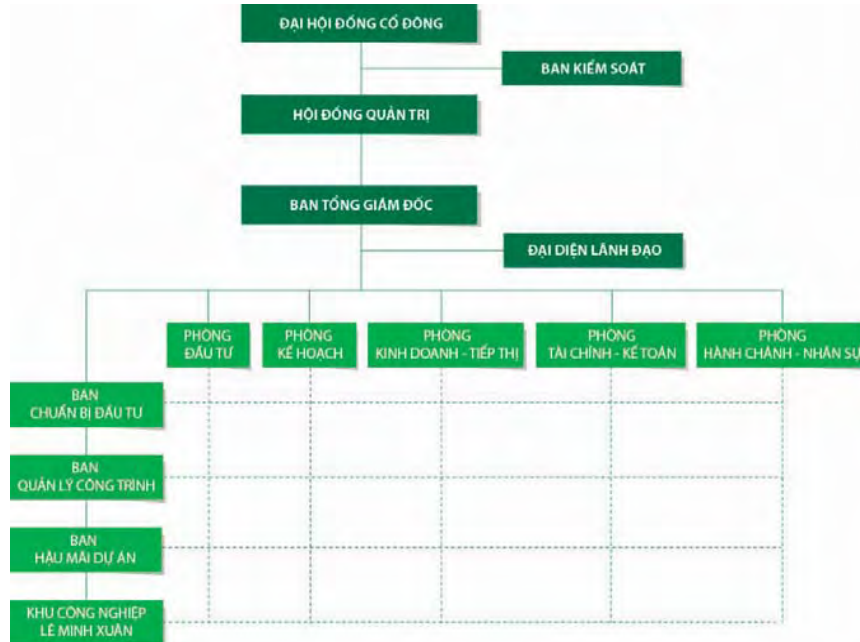 ĐẠI HỘI ĐỒNG CỔ ĐÔNG
BAN KIỂM SOÁT
HỘI ĐỒNG QUẢN TRỊ
BAN TỔNG GIÁM ĐỐC
ĐẠI DIỆN LÃNH ĐẠO
PHÒNG
ĐẦU TƯ
PHÒNG
KẾ HOẠCH
PHÒNG
KINH DOANH - TIẾP THỊ
PHÒNG
TÀI CHÍNH - KẾ TOÁN
PHÒNG
HÀNH CHÁNH - NHÂN SỰ
BAN
CHUẨN BỊ ĐẦU TƯ
BAN
QUẢN LÝ CÔNG TRÌNH
BAN
HẬU MÃI DỰ ÁN
KHU CÔNG NGHIỆP
LÊ MINH XUÂN